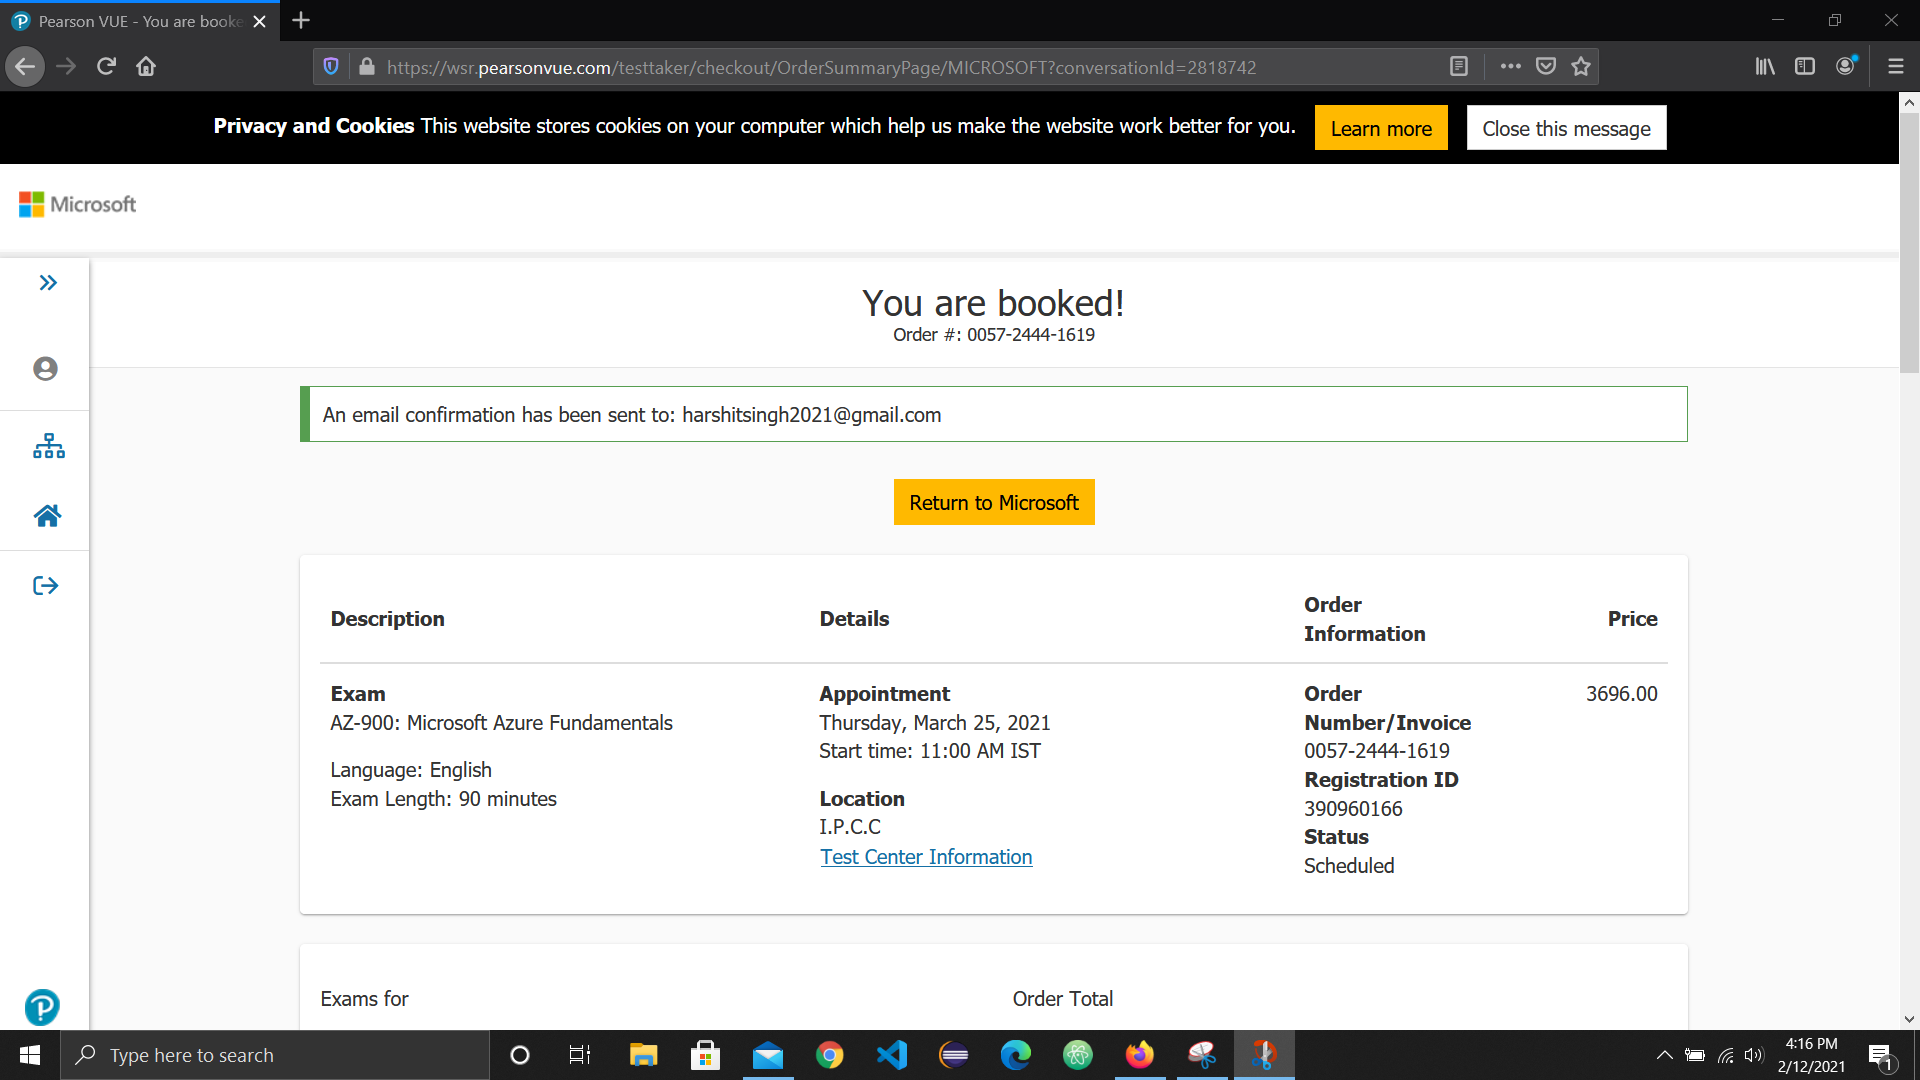 Pearson VUE - You are booke
https://wsr.pearsonvue.com/testtaker/checkout/OrderSummaryPage/MICROSOFT?conversationId=2818742
Privacy and Cookies This website stores cookies on your computer which help us make the website work better for you.
Learn more
Close this message
Microsoft
You are booked!
Order #: 0057-2444-1619
An email confirmation has been sent to: harshitsingh2021@gmail.com
Return to Microsoft
Description
Details
Order
Information
Price
Exam
AZ-900: Microsoft Azure Fundamentals
Language: English
Exam Length: 90 minutes
Appointment
Thursday, March 25, 2021
Start time: 11:00 AM IST
Location
I.P.C.C
Test Center Information
Order
Number/Invoice
0057-2444-1619
Registration ID
390960166
Status
Scheduled
3696.00
Exams for
Order Total
Type here to search
4:16 PM
2/12/2021
1